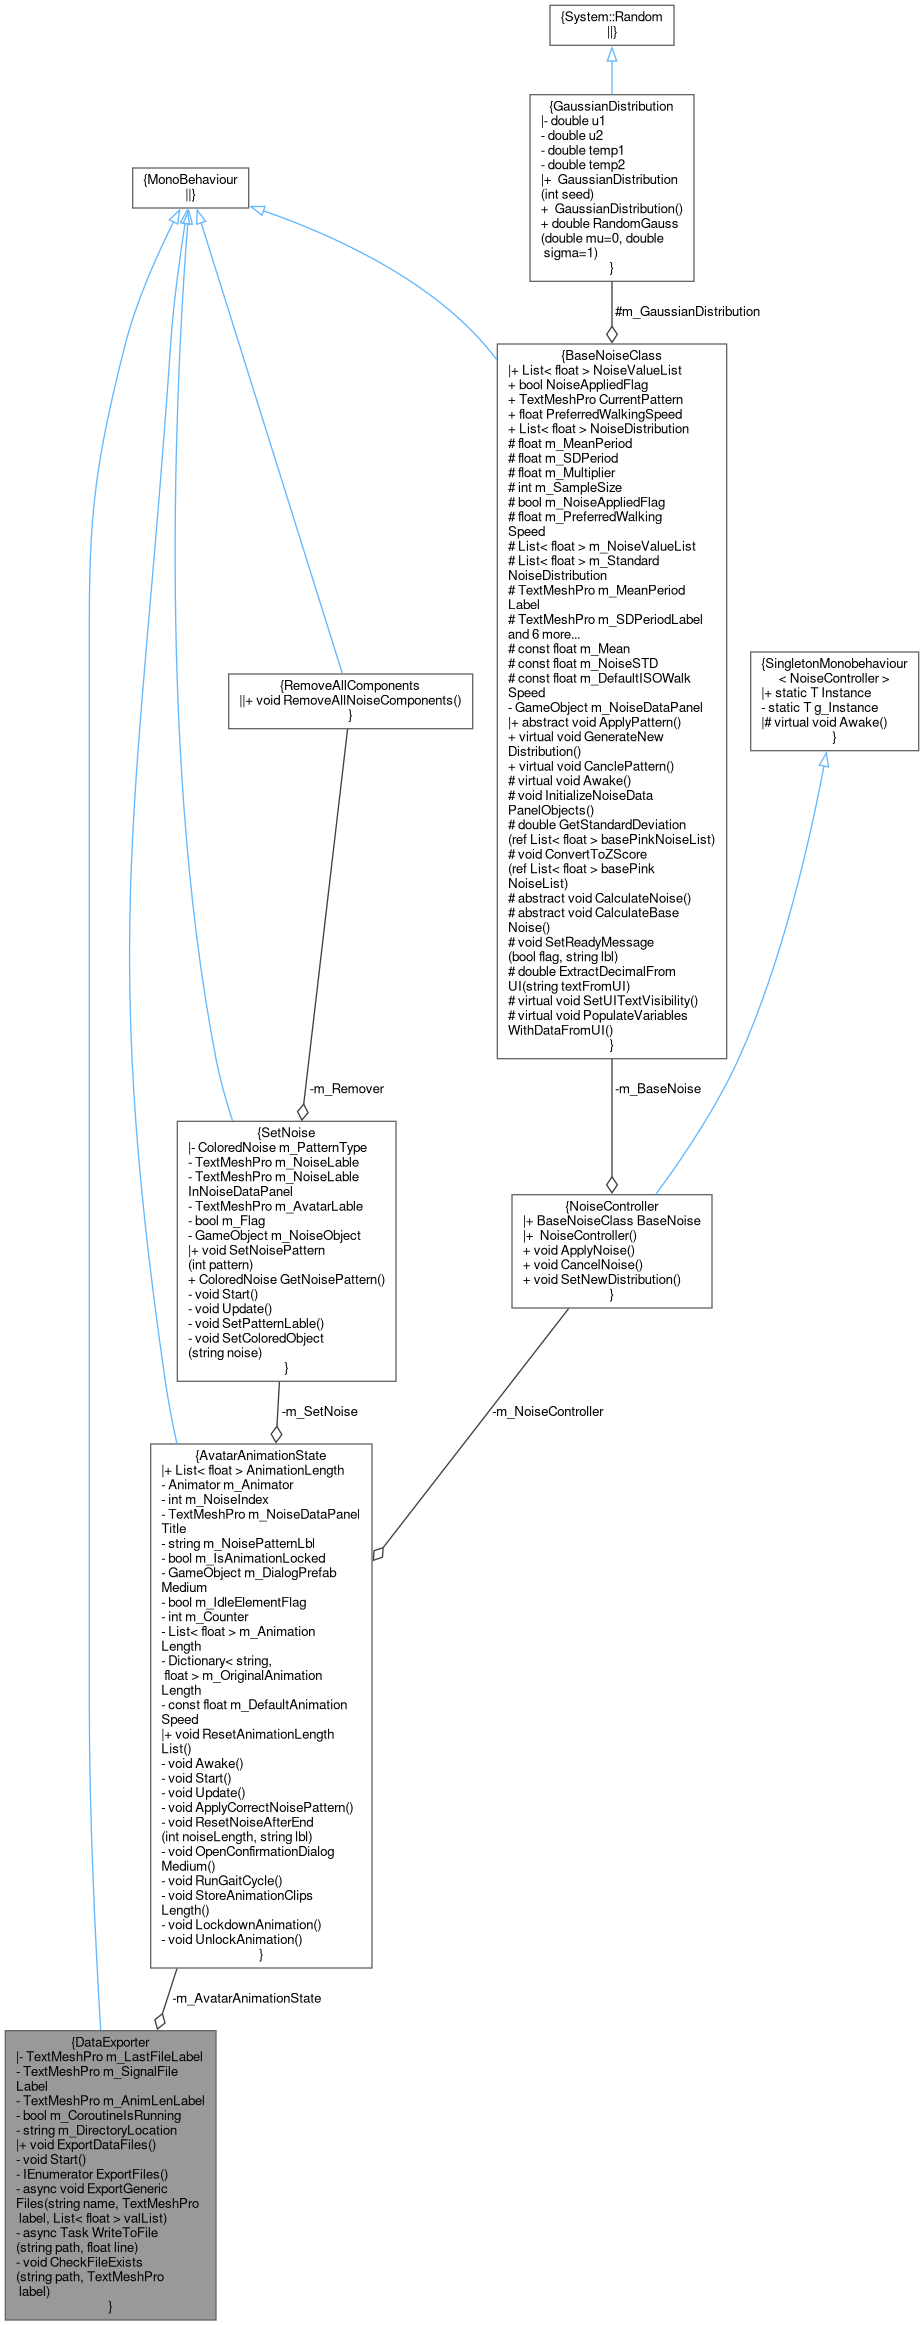 {System::Random
||}
{GaussianDistribution
|- double u1
- double u2
- double temp1
- double temp2
|+  GaussianDistribution
(int seed)
+  GaussianDistribution()
+ double RandomGauss
(double mu=0, double
 sigma=1)
}
{MonoBehaviour
||}
#m_GaussianDistribution
{BaseNoiseClass
|+ List< float > NoiseValueList
+ bool NoiseAppliedFlag
+ TextMeshPro CurrentPattern
+ float PreferredWalkingSpeed
+ List< float > NoiseDistribution
# float m_MeanPeriod
# float m_SDPeriod
# float m_Multiplier
# int m_SampleSize
# bool m_NoiseAppliedFlag
# float m_PreferredWalking
Speed
# List< float > m_NoiseValueList
# List< float > m_Standard
NoiseDistribution
# TextMeshPro m_MeanPeriod
Label
# TextMeshPro m_SDPeriodLabel
and 6 more...
# const float m_Mean
# const float m_NoiseSTD
# const float m_DefaultISOWalk
Speed
- GameObject m_NoiseDataPanel
|+ abstract void ApplyPattern()
+ virtual void GenerateNew
Distribution()
+ virtual void CanclePattern()
# virtual void Awake()
# void InitializeNoiseData
PanelObjects()
# double GetStandardDeviation
(ref List< float > basePinkNoiseList)
# void ConvertToZScore
(ref List< float > basePink
NoiseList)
# abstract void CalculateNoise()
# abstract void CalculateBase
Noise()
# void SetReadyMessage
(bool flag, string lbl)
# double ExtractDecimalFrom
UI(string textFromUI)
# virtual void SetUITextVisibility()
# virtual void PopulateVariables
WithDataFromUI()
}
{RemoveAllComponents
||+ void RemoveAllNoiseComponents()
}
{SingletonMonobehaviour
< NoiseController >
|+ static T Instance
- static T g_Instance
|# virtual void Awake()
}
-m_Remover
-m_BaseNoise
{SetNoise
|- ColoredNoise m_PatternType
- TextMeshPro m_NoiseLable
- TextMeshPro m_NoiseLable
InNoiseDataPanel
- TextMeshPro m_AvatarLable
- bool m_Flag
- GameObject m_NoiseObject
|+ void SetNoisePattern
(int pattern)
+ ColoredNoise GetNoisePattern()
- void Start()
- void Update()
- void SetPatternLable()
- void SetColoredObject
(string noise)
}
{NoiseController
|+ BaseNoiseClass BaseNoise
|+  NoiseController()
+ void ApplyNoise()
+ void CancelNoise()
+ void SetNewDistribution()
}
-m_SetNoise
-m_NoiseController
{AvatarAnimationState
|+ List< float > AnimationLength
- Animator m_Animator
- int m_NoiseIndex
- TextMeshPro m_NoiseDataPanel
Title
- string m_NoisePatternLbl
- bool m_IsAnimationLocked
- GameObject m_DialogPrefab
Medium
- bool m_IdleElementFlag
- int m_Counter
- List< float > m_Animation
Length
- Dictionary< string,
 float > m_OriginalAnimation
Length
- const float m_DefaultAnimation
Speed
|+ void ResetAnimationLength
List()
- void Awake()
- void Start()
- void Update()
- void ApplyCorrectNoisePattern()
- void ResetNoiseAfterEnd
(int noiseLength, string lbl)
- void OpenConfirmationDialog
Medium()
- void RunGaitCycle()
- void StoreAnimationClips
Length()
- void LockdownAnimation()
- void UnlockAnimation()
}
-m_AvatarAnimationState
{DataExporter
|- TextMeshPro m_LastFileLabel
- TextMeshPro m_SignalFile
Label
- TextMeshPro m_AnimLenLabel
- bool m_CoroutineIsRunning
- string m_DirectoryLocation
|+ void ExportDataFiles()
- void Start()
- IEnumerator ExportFiles()
- async void ExportGeneric
Files(string name, TextMeshPro
 label, List< float > valList)
- async Task WriteToFile
(string path, float line)
- void CheckFileExists
(string path, TextMeshPro
 label)
}